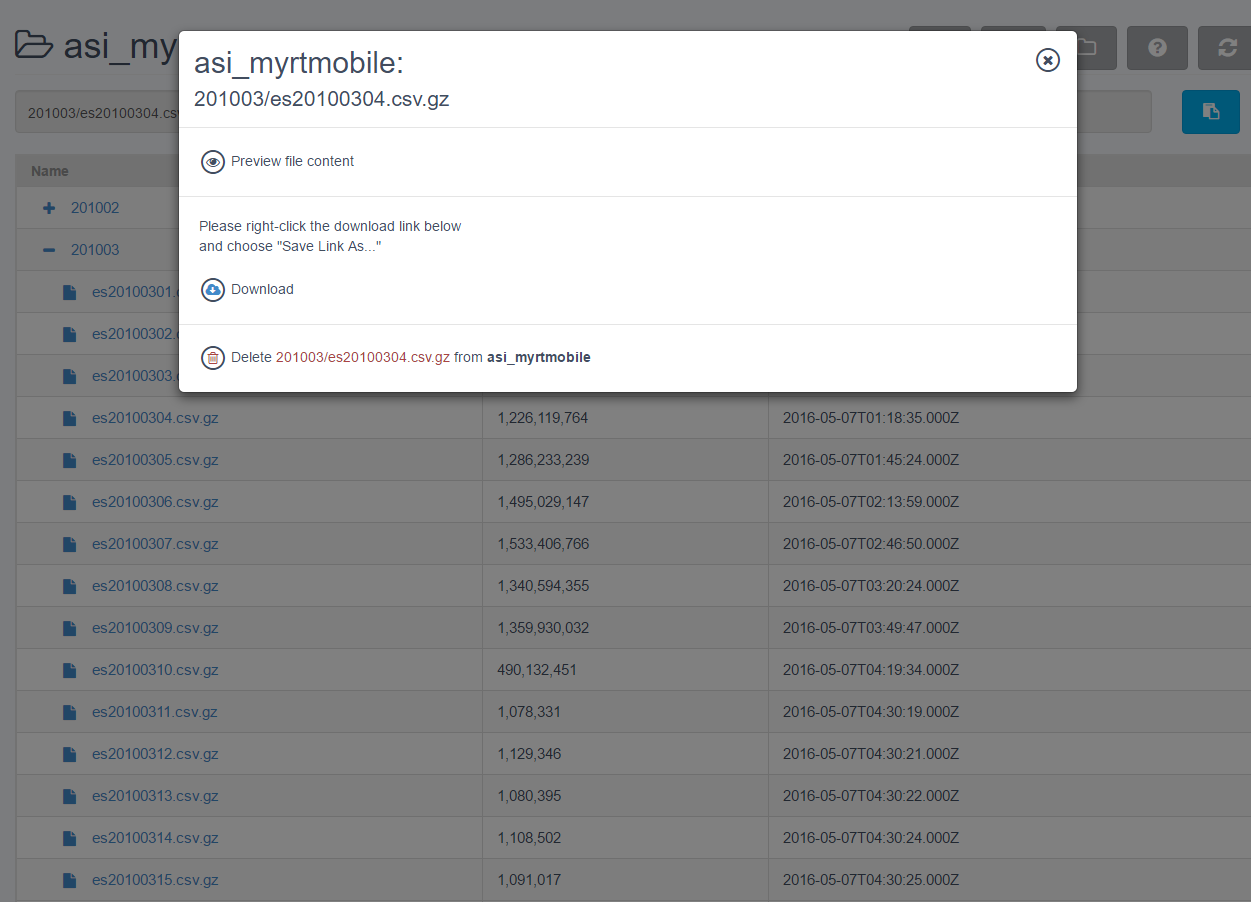 asi_my
asi_myrtmobile:
201003/es20100304.csv.gz
201003/es20100304.cs
Preview file content
Name
201002
Please right-click the download link below
and choose "Save Link As..."
201003
Download
es20100301.
es20100302.
Delete 201003/es20100304.csv.gz from asi_myrtmobile
es20100303.
es20100304.csv.gz 1,226,119,764 2016-05-07T01:18:35.000Z
es20100305.csv.gz 1,286,233,239 2016-05-07T01:45:24.000Z
es20100306.csv.gz 1,495,029,147 2016-05-07T02:13:59.000Z
es20100307.csv.gz 1,533,406,766 2016-05-07T02:46:50.000Z
es20100308.csv.gz 1,340,594,355 2016-05-07T03:20:24.000Z
es20100309.csv.gz 1,359,930,032 2016-05-07T03:49:47.000Z
es20100310.csv.gz 490,132,451 2016-05-07T04:19:34.000Z
es20100311.csv.gz 1,078,331 2016-05-07T04:30:19.000Z
es20100312.csv.gz 1,129,346 2016-05-07T04:30:21.000Z
es20100313.csv.gz 1,080,395 2016-05-07T04:30:22.000Z
es20100314.csv.gz 1,108,502 2016-05-07T04:30:24.000Z
es20100315.csv.gz 1,091,017 2016-05-07T04:30:25.000Z